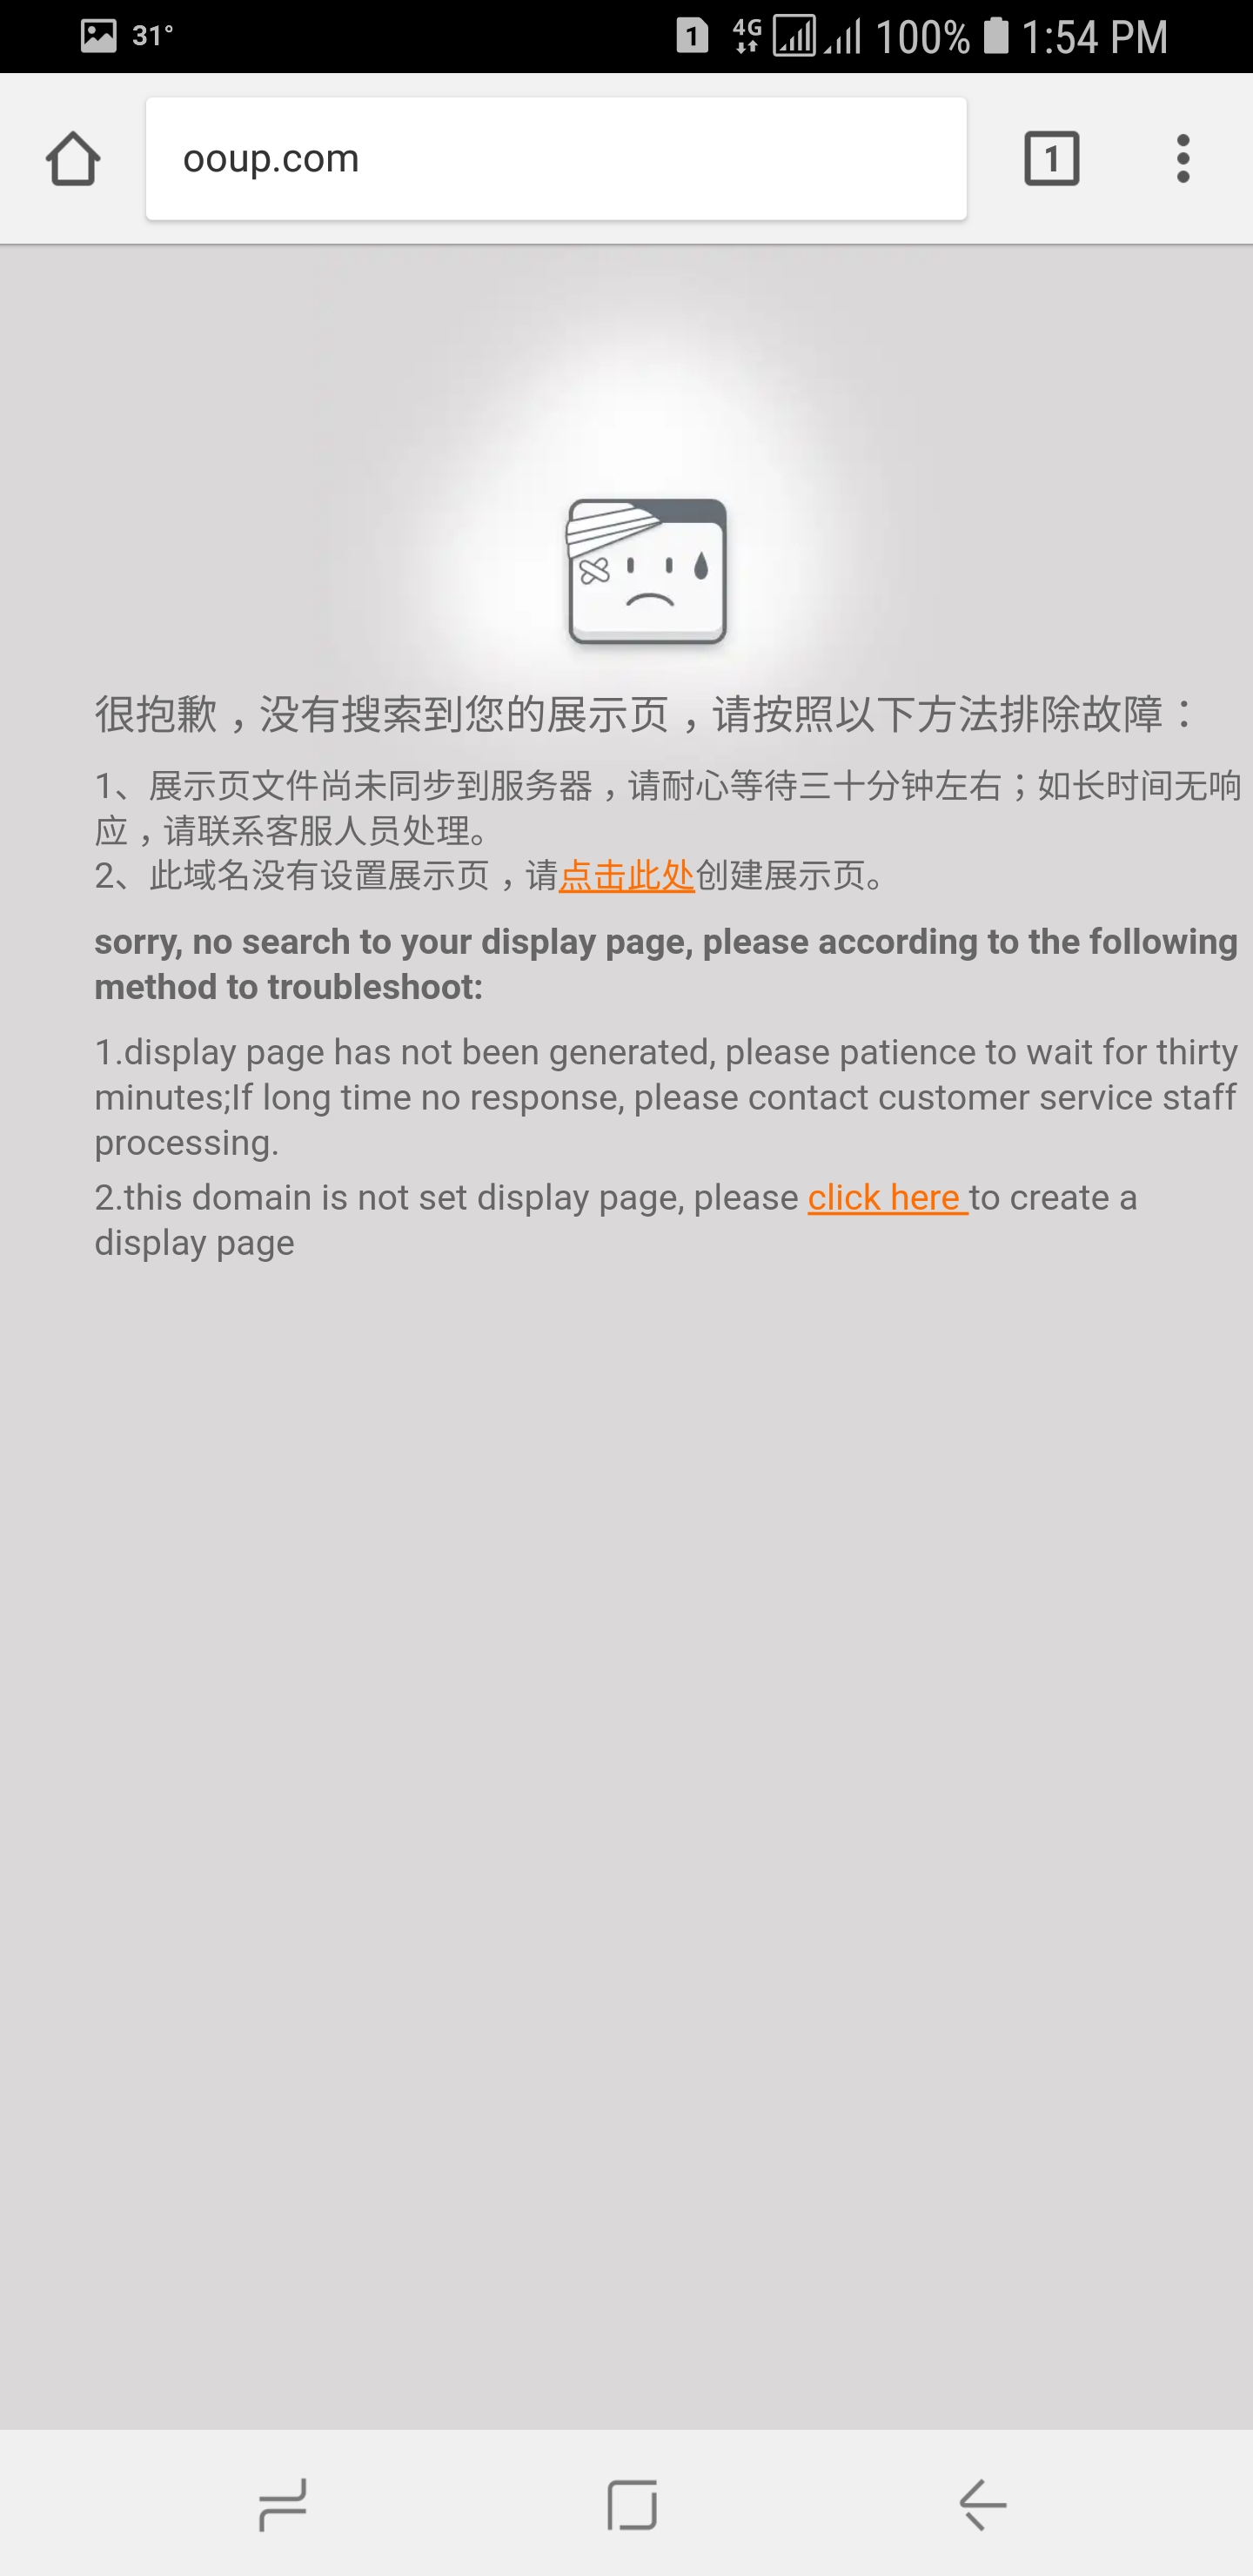 31°
1 4G 100% 1:54 PM
ooup.com
1
很抱歉，没有搜索到您的展示页，请按照以下方法排除故障：
1、展示页文件尚未同步到服务器，请耐心等待三十分钟左右；如长时间无响
应，请联系客服人员处理。
2、此域名没有设置展示页，请点击此处创建展示页。
sorry, no search to your display page, please according to the following
method to troubleshoot:
1.display page has not been generated, please patience to wait for thirty
minutes;If long time no response, please contact customer service staff
processing.
2.this domain is not set display page, please click here to create a
display page